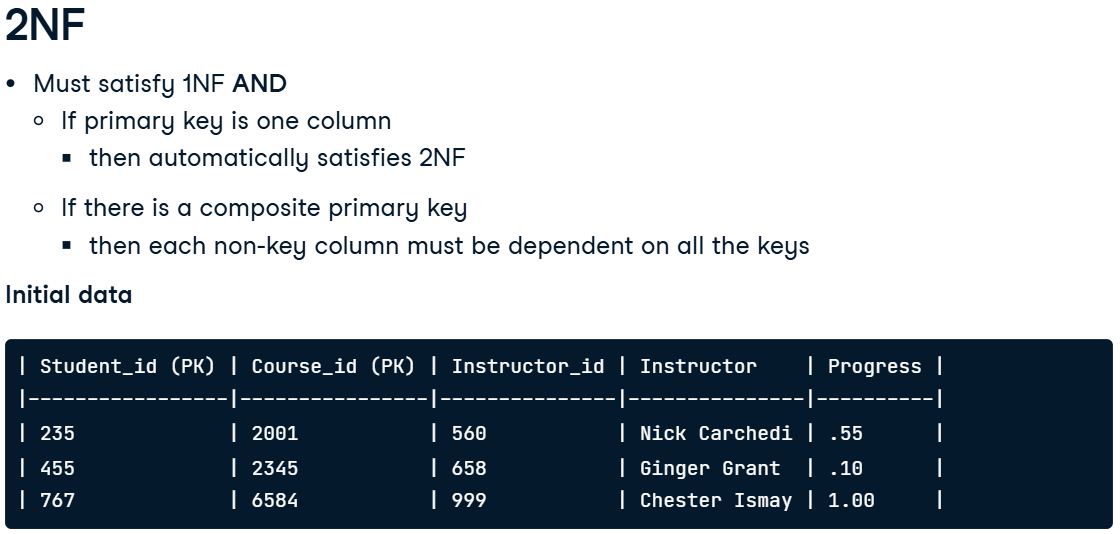 2NF
• Must satisfy 1NF AND
○ If primary key is one column
▪ then automatically satisfies 2NF
○ If there is a composite primary key
▪ then each non-key column must be dependent on all the keys
Initial data
| Student_id (PK) | Course_id (PK) | Instructor_id | Instructor    | Progress |
|-----------------|----------------|---------------|---------------|----------|
| 235             | 2001           | 560           | Nick Carchedi | .55      |
| 455             | 2345           | 658           | Ginger Grant  | .10      |
| 767             | 6584           | 999           | Chester Ismay | 1.00     |